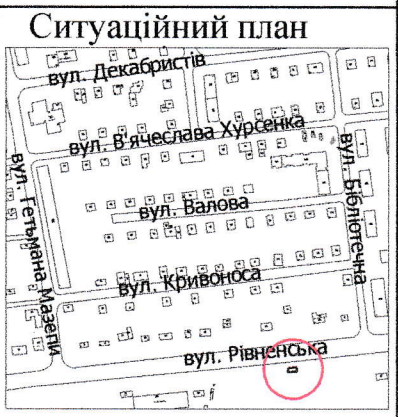 Ситуаційний план
вул. Декабристів
вул. В'ячеслава Хурсенка
вул. Гетьмана Мазепи
вул. Бібліотечна
вул. Валова
вул. Кривоноса
вул. Рівненська